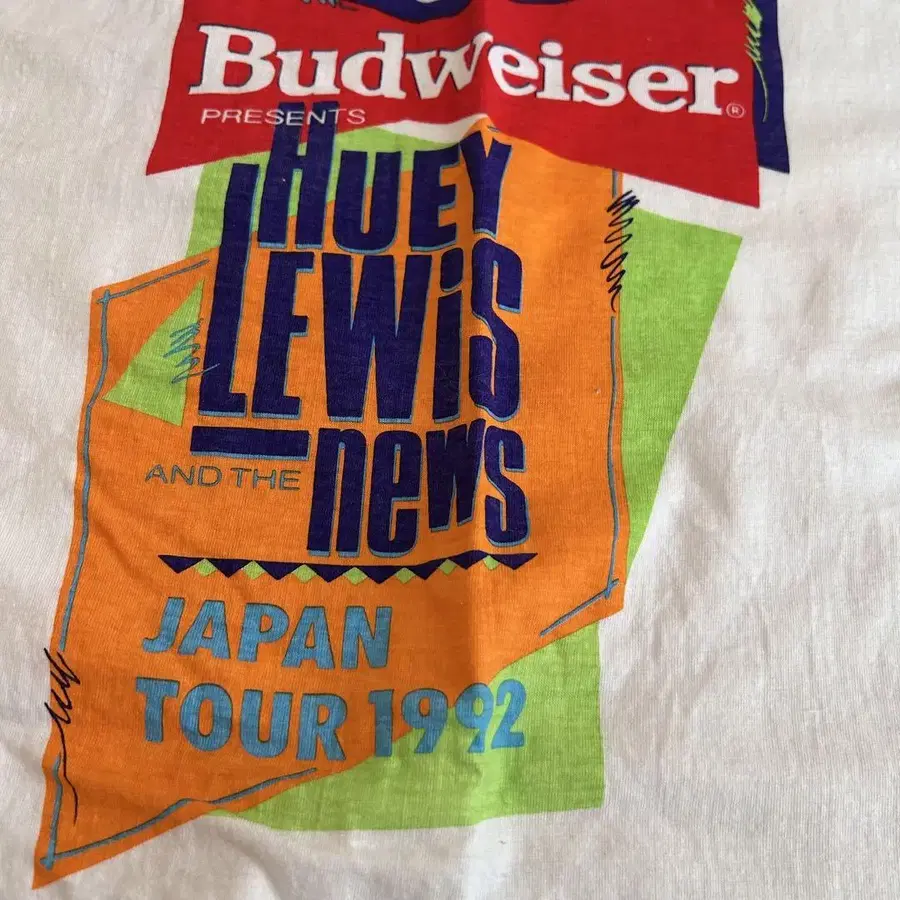 Budweiser®
PRESENTS
HUEY
LEWiS
AND THE news
JAPAN
TOUR 1992